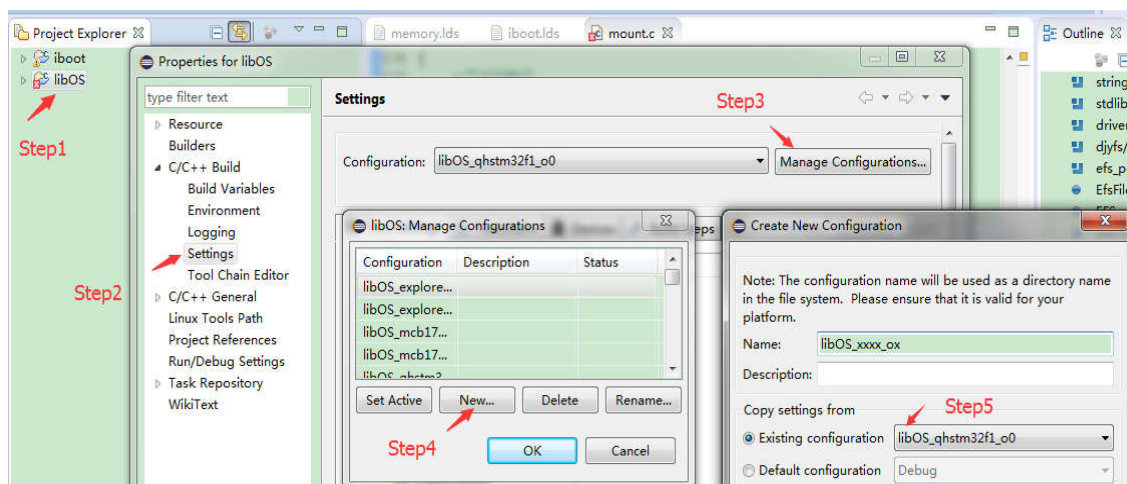 Project Explorer
memory.lds
iboot.lds
mount.c
Outline
iboot
libOS
Step1
Properties for libOS
type filter text
Resource
Builders
C/C++ Build
Build Variables
Environment
Logging
Settings
Tool Chain Editor
C/C++ General
Linux Tools Path
Project References
Run/Debug Settings
Task Repository
WikiText
Step2
Settings
Step3
Configuration:
libOS_qhstm32f1_o0
Manage Configurations...
libOS: Manage Configurations
Configuration Description Status
libOS_explore...
libOS_explore...
libOS_mcb17...
libOS_mcb17...
Set Active
New...
Delete
Rename...
Step4
OK
Cancel
Create New Configuration
Note: The configuration name will be used as a directory name
in the file system. Please ensure that it is valid for your
platform.
Name: libOS_xxxx_ox
Description:
Copy settings from
Step5
Existing configuration libOS_qhstm32f1_o0
Default configuration Debug
string
stdlib
driver
djyfs/
efs_p
EfsFil